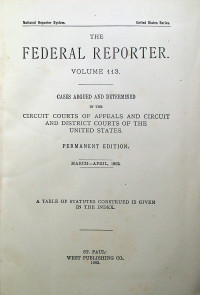 National Reporter System. United States Series.
THE
FEDERAL REPORTER.
VOLUME 113.
CASES ARGUED AND DETERMINED
IN THE
CIRCUIT COURTS OF APPEALS AND CIRCUIT
AND DISTRICT COURTS OF THE
UNITED STATES.
PERMANENT EDITION.
MARCH—APRIL, 1902.
A TABLE OF STATUTES CONSTRUED IS GIVEN
IN THE INDEX.
ST. PAUL:
WEST PUBLISHING CO.
1902.